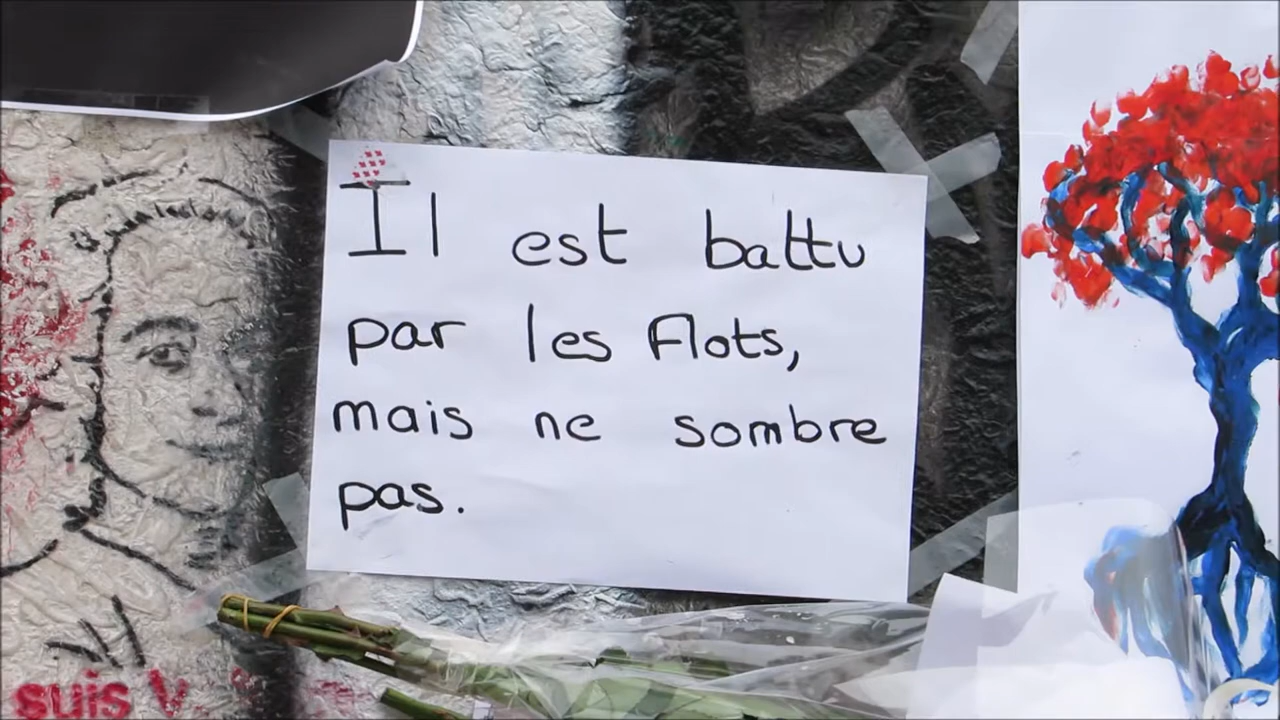 Il est battu
par les flots,
mais ne sombre
pas.
suis V